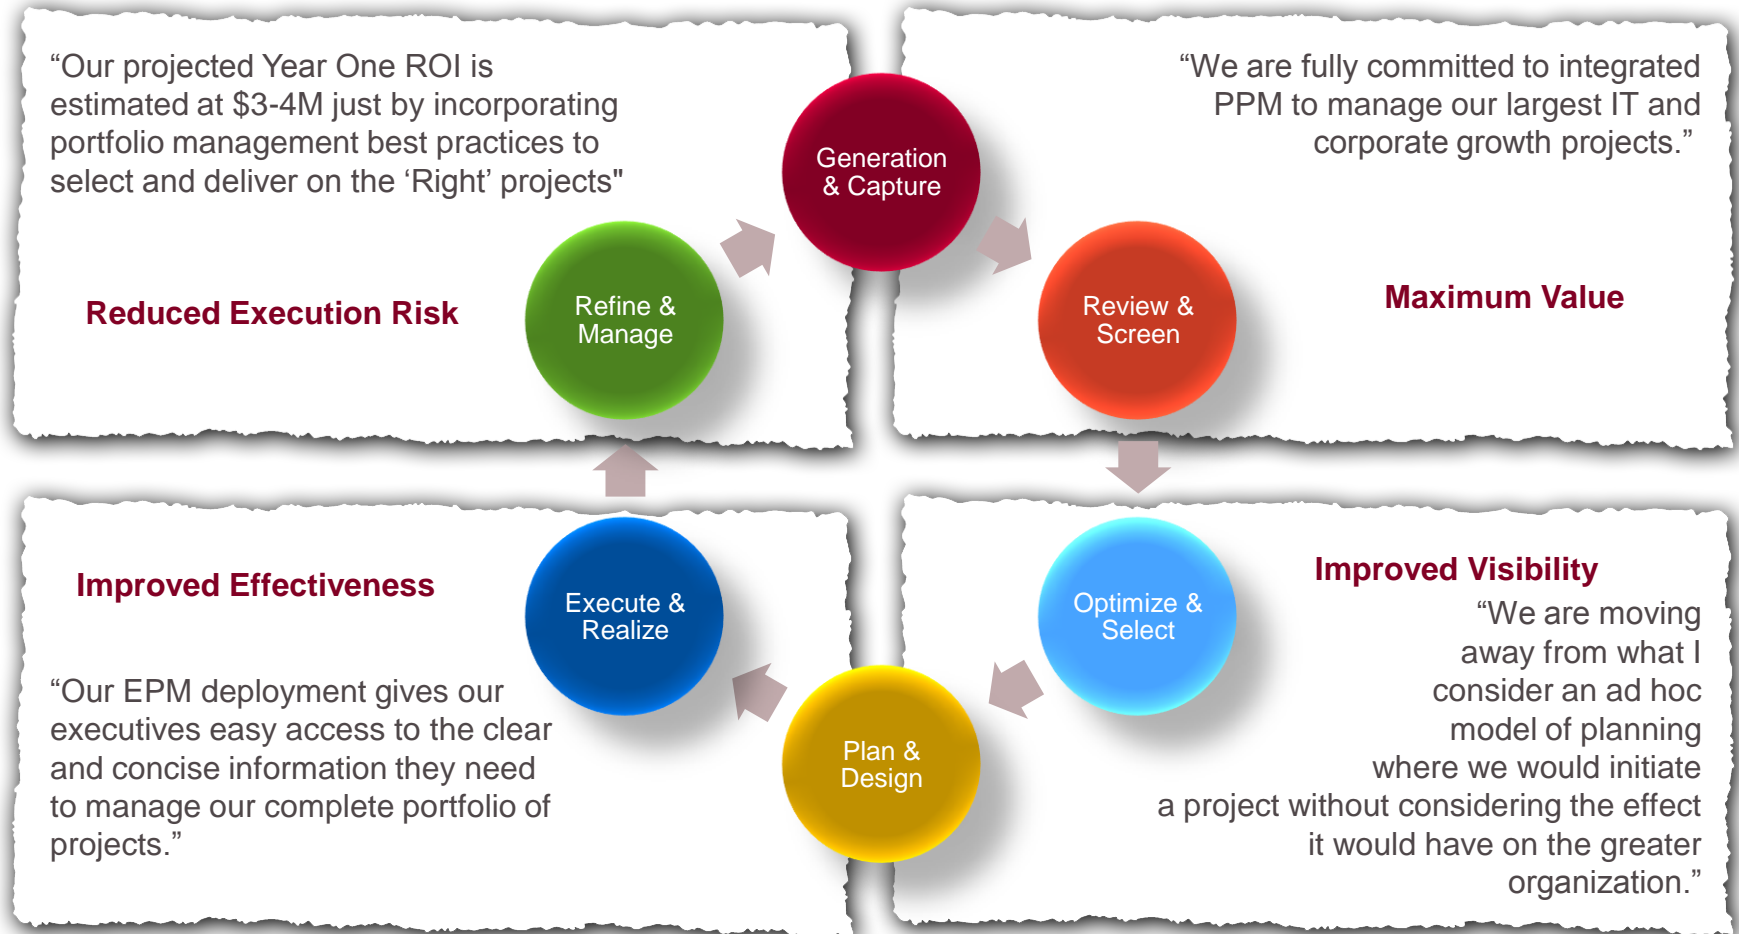 “Our projected Year One ROI is
estimated at $3-4M just by incorporating
portfolio management best practices to
select and deliver on the ‘Right’ projects"
Reduced Execution Risk
Generation
& Capture
“We are fully committed to integrated
PPM to manage our largest IT and
corporate growth projects.”
Maximum Value
Refine &
Manage
Review &
Screen
Improved Effectiveness
“Our EPM deployment gives our
executives easy access to the clear
and concise information they need
to manage our complete portfolio of
projects.”
Execute &
Realize
Optimize &
Select
Plan &
Design
Improved Visibility
“We are moving
away from what I
consider an ad hoc
model of planning
where we would initiate
a project without considering the effect
it would have on the greater
organization.”